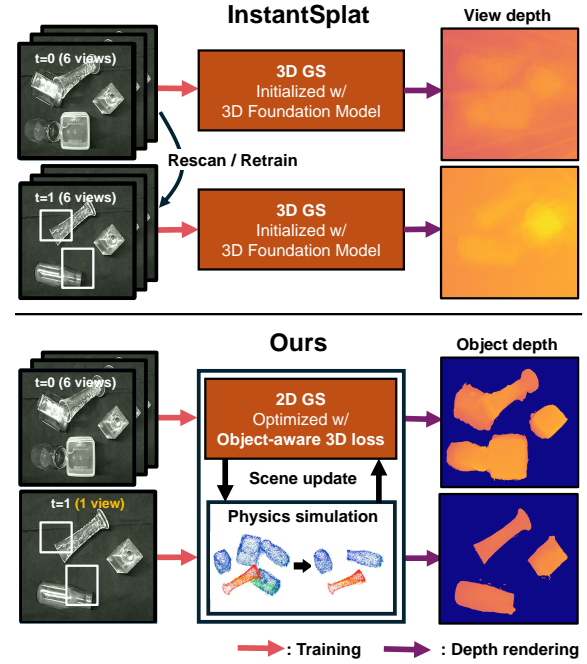 InstantSplat
View depth
t=0 (6 views)
3D GS
Initialized w/
3D Foundation Model
Rescan / Retrain
t=1 (6 views)
3D GS
Initialized w/
3D Foundation Model
Ours
Object depth
t=0 (6 views)
2D GS
Optimized w/
Object-aware 3D loss
Scene update
t=1 (1 view)
Physics simulation
: Training
: Depth rendering